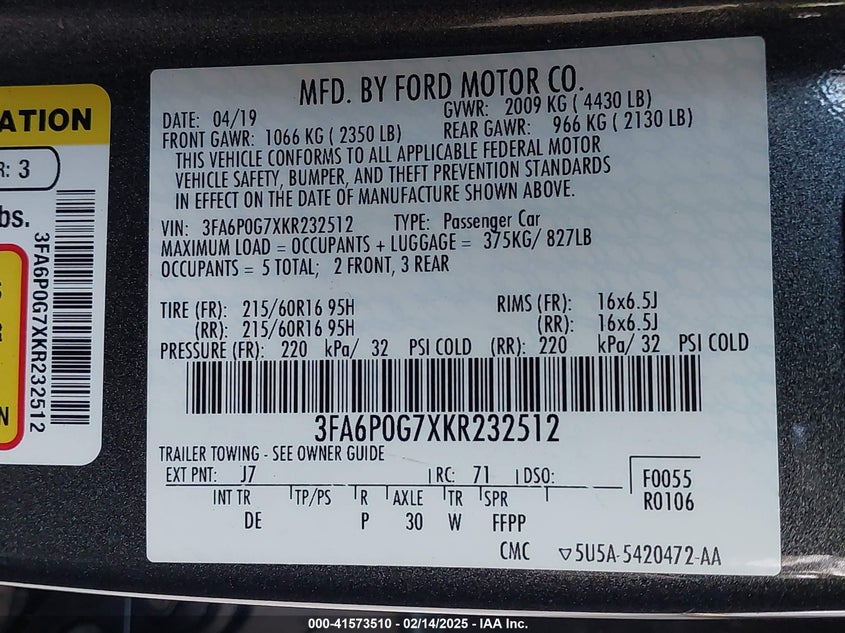 MFD. BY FORD MOTOR CO.
DATE: 04/19 GVWR: 2009 KG ( 4430 LB)
FRONT GAWR: 1066 KG ( 2350 LB) REAR GAWR: 966 KG ( 2130 LB)
THIS VEHICLE CONFORMS TO ALL APPLICABLE FEDERAL MOTOR
VEHICLE SAFETY, BUMPER, AND THEFT PREVENTION STANDARDS
IN EFFECT ON THE DATE OF MANUFACTURE SHOWN ABOVE.
VIN: 3FA6P0G7XKR232512 TYPE: Passenger Car
MAXIMUM LOAD = OCCUPANTS + LUGGAGE = 375KG/ 827LB
OCCUPANTS = 5 TOTAL; 2 FRONT, 3 REAR
TIRE (FR): 215/60R16 95H RIMS (FR): 16x6.5J
(RR): 215/60R16 95H (RR): 16x6.5J
PRESSURE (FR): 220 kPa/ 32 PSI COLD (RR): 220 kPa/ 32 PSI COLD
3FA6P0G7XKR232512
TRAILER TOWING - SEE OWNER GUIDE
EXT PNT: J7 RC: 71 DSO: F0055
R0106
INT TR TP/PS R AXLE TR SPR
DE P 30 W FFPP
CMC ▽5U5A-5420472-AA
ATION
R: 3
bs.
3FA6P0G7XKR232512
S
R
N
000-41573510 - 02/14/2025 - IAA Inc.